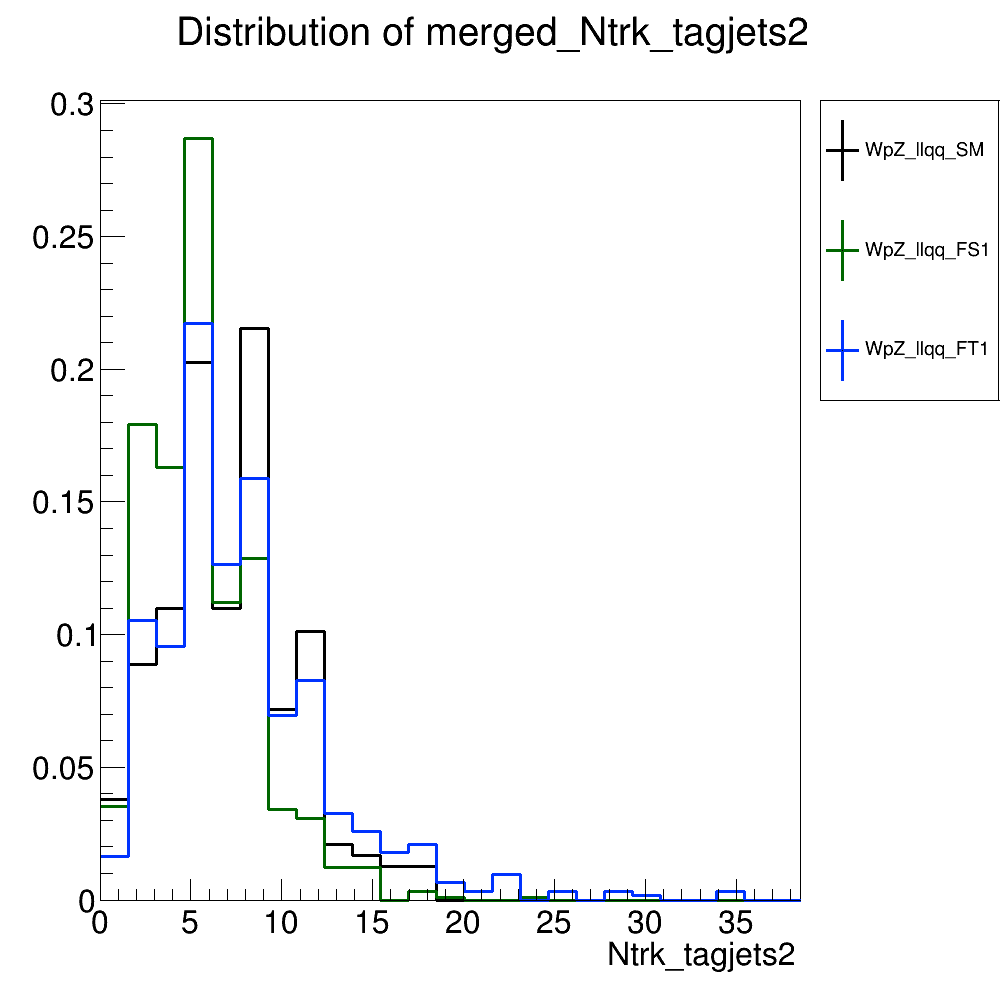 Distribution of merged_Ntrk_tagjets2
0.3
0.25
0.2
0.15
0.1
0.05
0
0 5 10 15 20 25 30 35
Ntrk_tagjets2
WpZ_llqq_SM
WpZ_llqq_FS1
WpZ_llqq_FT1